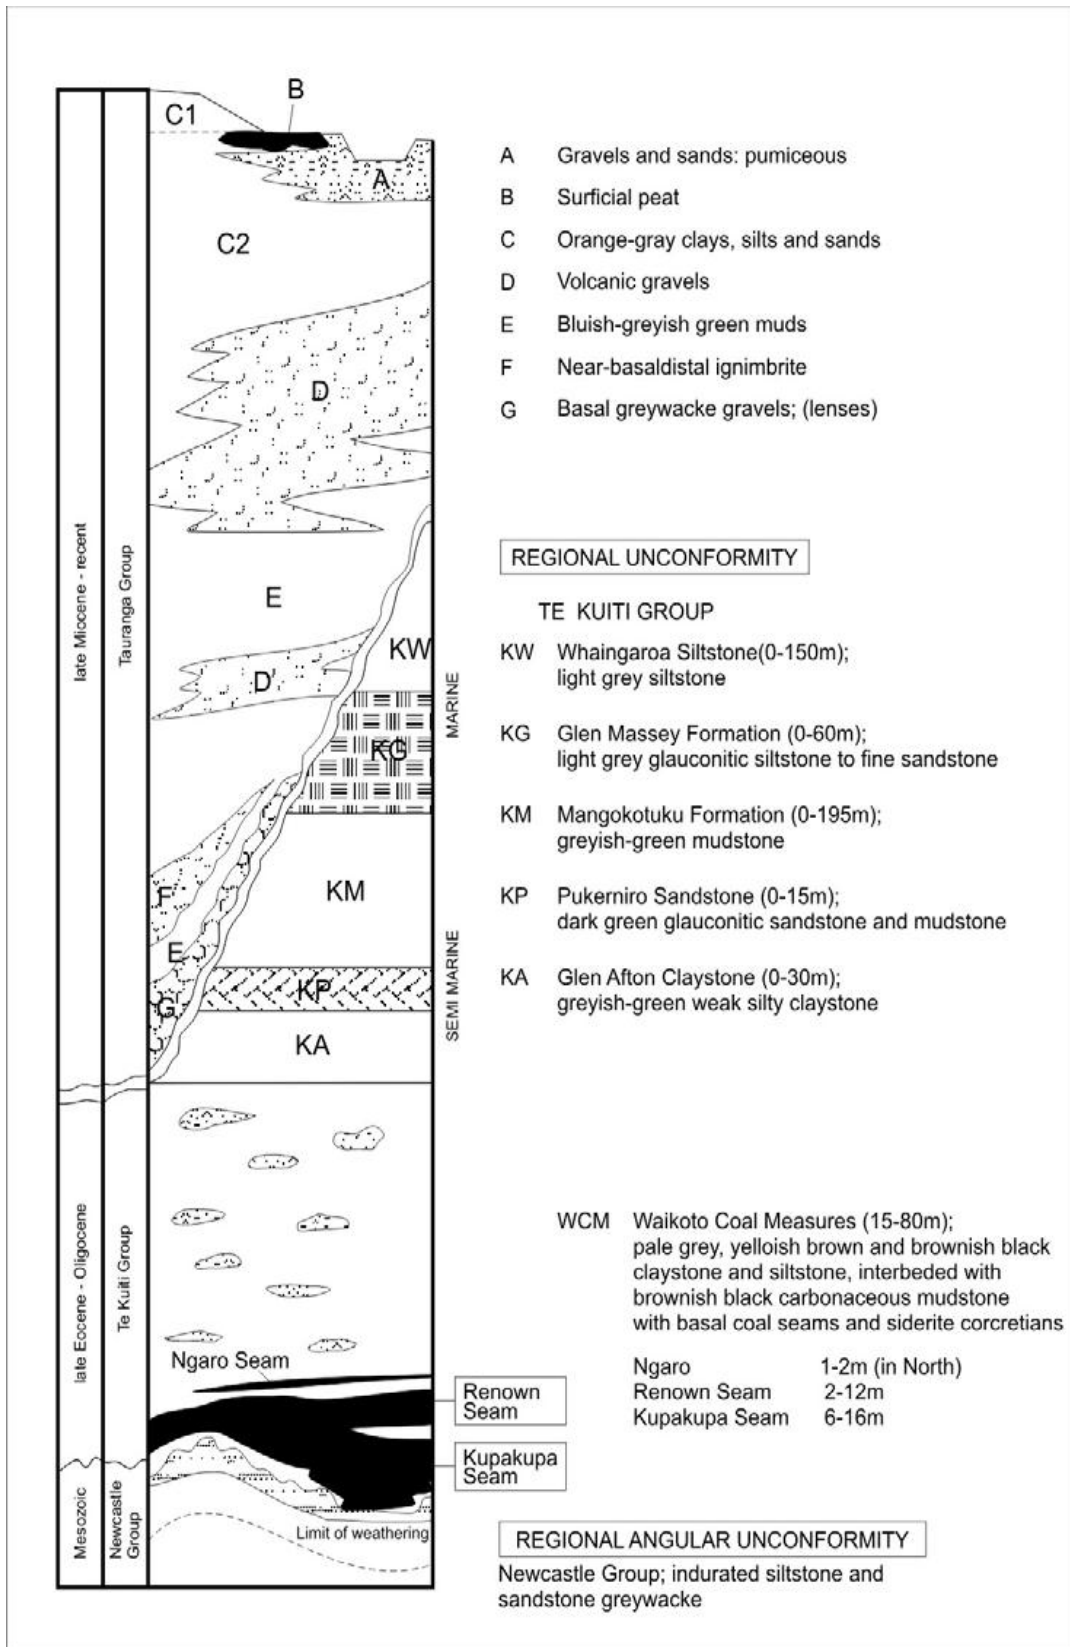 B
C1
A
C2
D
E
D
KW
KG
F
E
G
KM
KP
KA
late Miocene - recent
Tauranga Group
MARINE
SEMI MARINE
late Eocene - Oligocene
Te Kuiti Group
Mesozoic
Newcastle
Group
Ngaro Seam
Renown
Seam
Kupakupa
Seam
Limit of weathering
A Gravels and sands: pumiceous
B Surficial peat
C Orange-gray clays, silts and sands
D Volcanic gravels
E Bluish-greyish green muds
F Near-basaldistal ignimbrite
G Basal greywacke gravels; (lenses)
REGIONAL UNCONFORMITY
TE KUITI GROUP
KW Whaingaroa Siltstone(0-150m);
light grey siltstone
KG Glen Massey Formation (0-60m);
light grey glauconitic siltstone to fine sandstone
KM Mangokotuku Formation (0-195m);
greyish-green mudstone
KP Pukerniro Sandstone (0-15m);
dark green glauconitic sandstone and mudstone
KA Glen Afton Claystone (0-30m);
greyish-green weak silty claystone
WCM Waikoto Coal Measures (15-80m);
pale grey, yelloish brown and brownish black
claystone and siltstone, interbeded with
brownish black carbonaceous mudstone
with basal coal seams and siderite corcretians
Ngaro 1-2m (in North)
Renown Seam 2-12m
Kupakupa Seam 6-16m
REGIONAL ANGULAR UNCONFORMITY
Newcastle Group; indurated siltstone and
sandstone greywacke